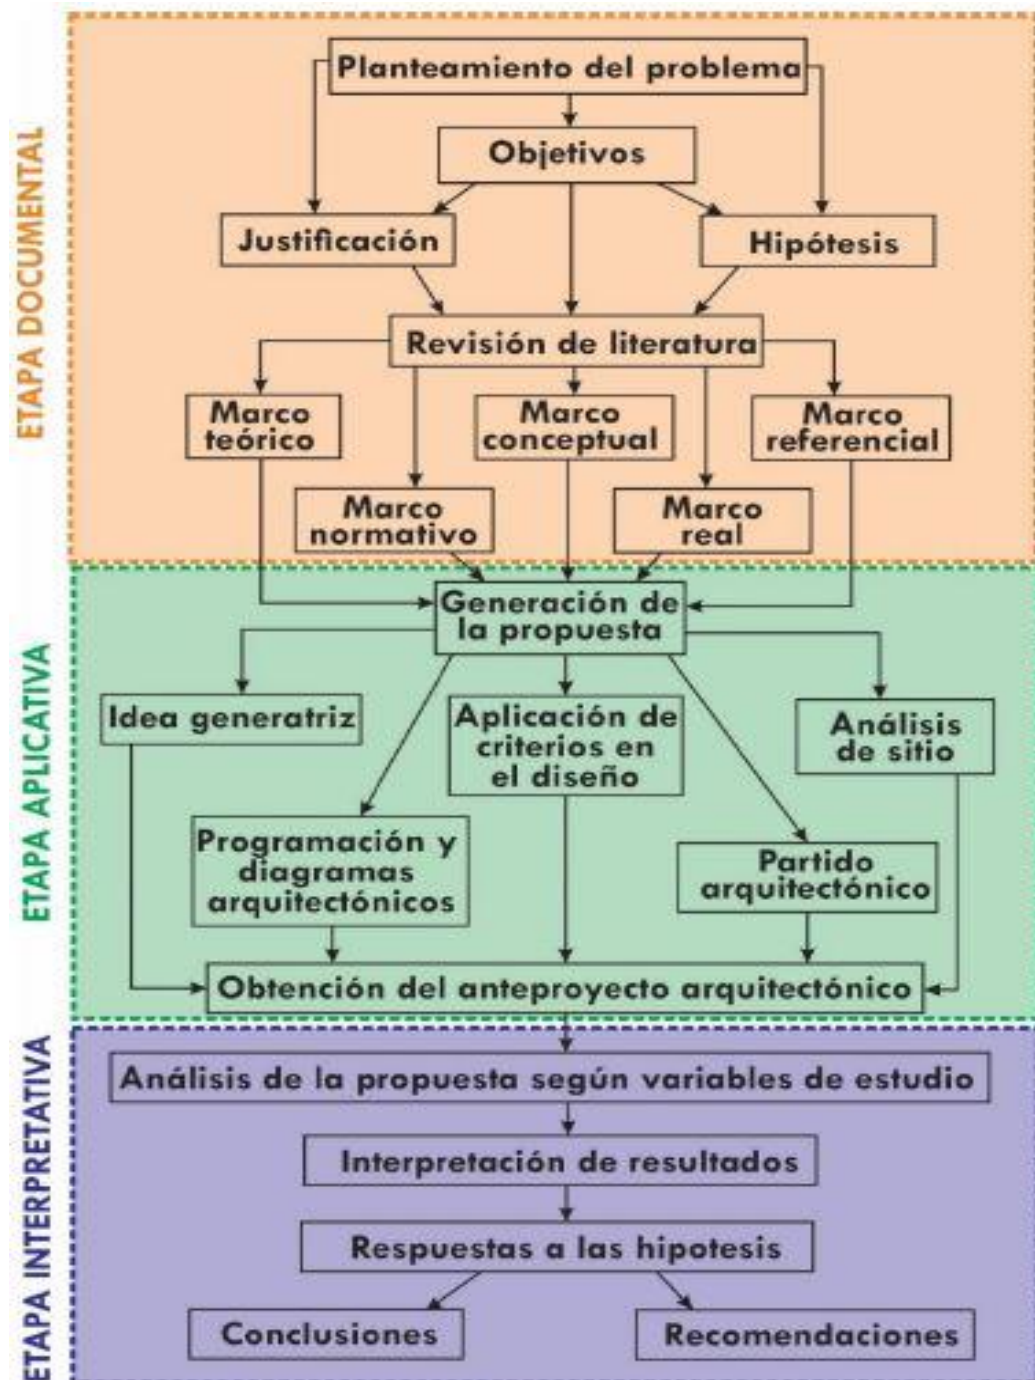 ETAPA DOCUMENTAL
Planteamiento del problema
Objetivos
Justificación
Hipótesis
Revisión de literatura
Marco
teórico
Marco
conceptual
Marco
referencial
Marco
normativo
Marco
real
ETAPA APLICATIVA
Generación de
la propuesta
Idea generatriz
Aplicación de
criterios en
el diseño
Análisis
de sitio
Programación y
diagramas
arquitectónicos
Partido
arquitectónico
Obtención del anteproyecto arquitectónico
ETAPA INTERPRETATIVA
Análisis de la propuesta según variables de estudio
Interpretación de resultados
Respuestas a las hipotesis
Conclusiones
Recomendaciones